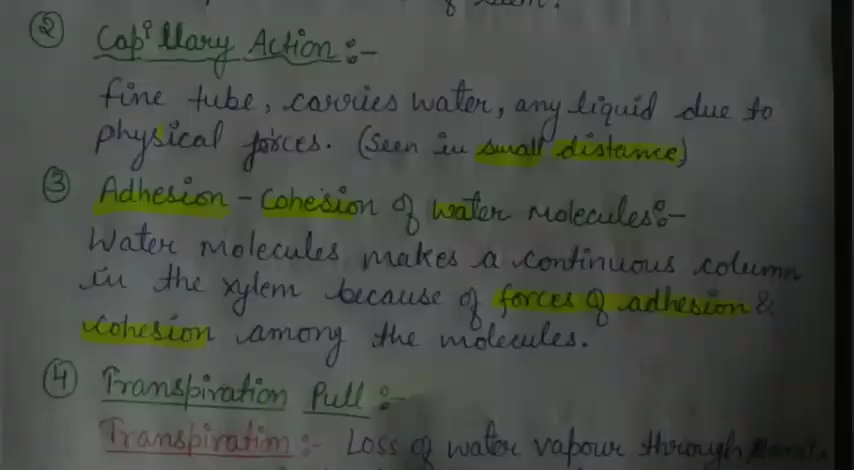 ② Capillary Action :-
fine tube, carries water, any liquid due to
physical forces. (Seen in small distance)
③ Adhesion - Cohesion of water molecules :-
Water molecules makes a continuous column
in the xylem because of forces of adhesion &
cohesion among the molecules.
④ Transpiration Pull :-
Transpiration :- Loss of water vapour through